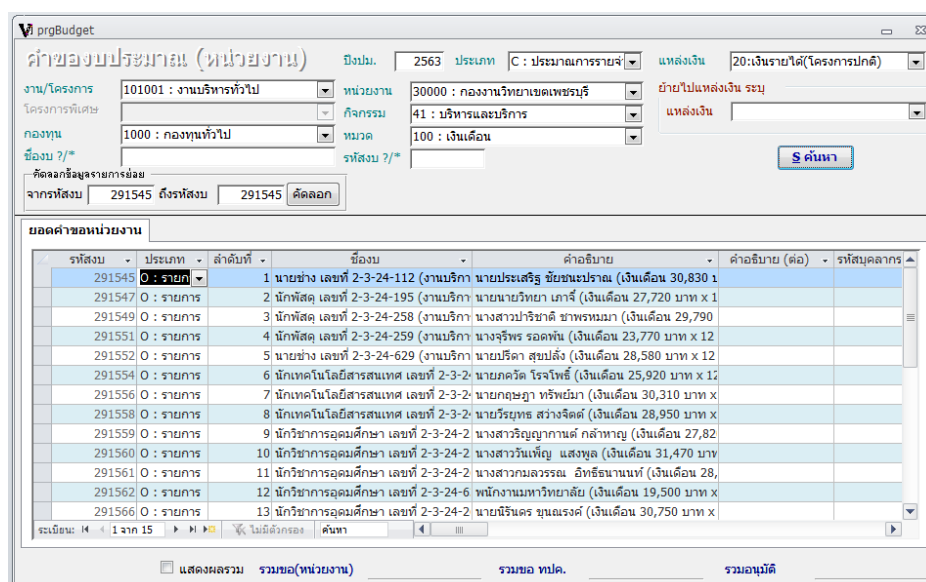 prgBudget
คำของบประมาณ (หน่วยงาน) ปีงปม. 2563 ประเภท C : ประมาณการรายจ่ แหล่งเงิน 20:เงินรายได้(โครงการปกติ)
งาน/โครงการ 101001 : งานบริหารทั่วไป หน่วยงาน 30000 : กองงานวิทยาเขตเพชรบุรี ย้ายไปแหล่งเงิน ระบุ
โครงการพิเศษ กิจกรรม 41 : บริหารและบริการ แหล่งเงิน
กองทุน 1000 : กองทุนทั่วไป หมวด 100 : เงินเดือน
ชื่องบ ?/* รหัสงบ ?/* S ค้นหา
คัดลอกข้อมูลรายการย่อย
จากรหัสงบ 291545 ถึงรหัสงบ 291545 คัดลอก
ยอดคำขอหน่วยงาน
รหัสงบ ประเภท ลำดับที่ ชื่องบ คำอธิบาย คำอธิบาย (ต่อ) รหัสบุคลากร
291545 O : รายก 1 นายช่าง เลขที่ 2-3-24-112 (งานบริกา นายประเสริฐ ชัยชนะปราณ (เงินเดือน 30,830 บ
291547 O : รายการ 2 นักพัสดุ เลขที่ 2-3-24-195 (งานบริกา นายนายวิทยา เภาจี๋ (เงินเดือน 27,720 บาท x 1
291549 O : รายการ 3 นักพัสดุ เลขที่ 2-3-24-258 (งานบริกา นางสาวปาริชาติ ชาพรหมมา (เงินเดือน 29,790
291551 O : รายการ 4 นักพัสดุ เลขที่ 2-3-24-259 (งานบริกา นางจุรีพร รอดพัน (เงินเดือน 23,770 บาท x 12
291552 O : รายการ 5 นายช่าง เลขที่ 2-3-24-629 (งานบริกา นายปรีดา สุขปลั่ง (เงินเดือน 28,580 บาท x 12
291554 O : รายการ 6 นักเทคโนโลยีสารสนเทศ เลขที่ 2-3-2 นายภควัต โรจโพธิ์ (เงินเดือน 25,920 บาท x 12
291556 O : รายการ 7 นักเทคโนโลยีสารสนเทศ เลขที่ 2-3-2 นายกฤษฎา ทรัพย์มา (เงินเดือน 30,310 บาท x
291558 O : รายการ 8 นักเทคโนโลยีสารสนเทศ เลขที่ 2-3-2 นายวีรยุทธ สว่างจิตต์ (เงินเดือน 28,950 บาท x
291559 O : รายการ 9 นักวิชาการอุดมศึกษา เลขที่ 2-3-24-2 นางสาวริญญากานต์ กล้าหาญ (เงินเดือน 27,82
291560 O : รายการ 10 นักวิชาการอุดมศึกษา เลขที่ 2-3-24-2 นางสาววันเพ็ญ แสงพูล (เงินเดือน 31,470 บาท
291561 O : รายการ 11 นักวิชาการอุดมศึกษา เลขที่ 2-3-24-2 นางสาวกมลวรรณ อิทธิธนานนท์ (เงินเดือน 28,
291562 O : รายการ 12 นักวิชาการอุดมศึกษา เลขที่ 2-3-24-6 พนักงานมหาวิทยาลัย (เงินเดือน 19,500 บาท x
291566 O : รายการ 13 นักวิชาการอุดมศึกษา เลขที่ 2-3-24-2 นายนิรันดร ขุนณรงค์ (เงินเดือน 30,750 บาท x
ระเบียน: 1 จาก 15 ไม่มีตัวกรอง ค้นหา
แสดงผลรวม รวมขอ(หน่วยงาน) รวมขอ ทปค. รวมอนุมัติ